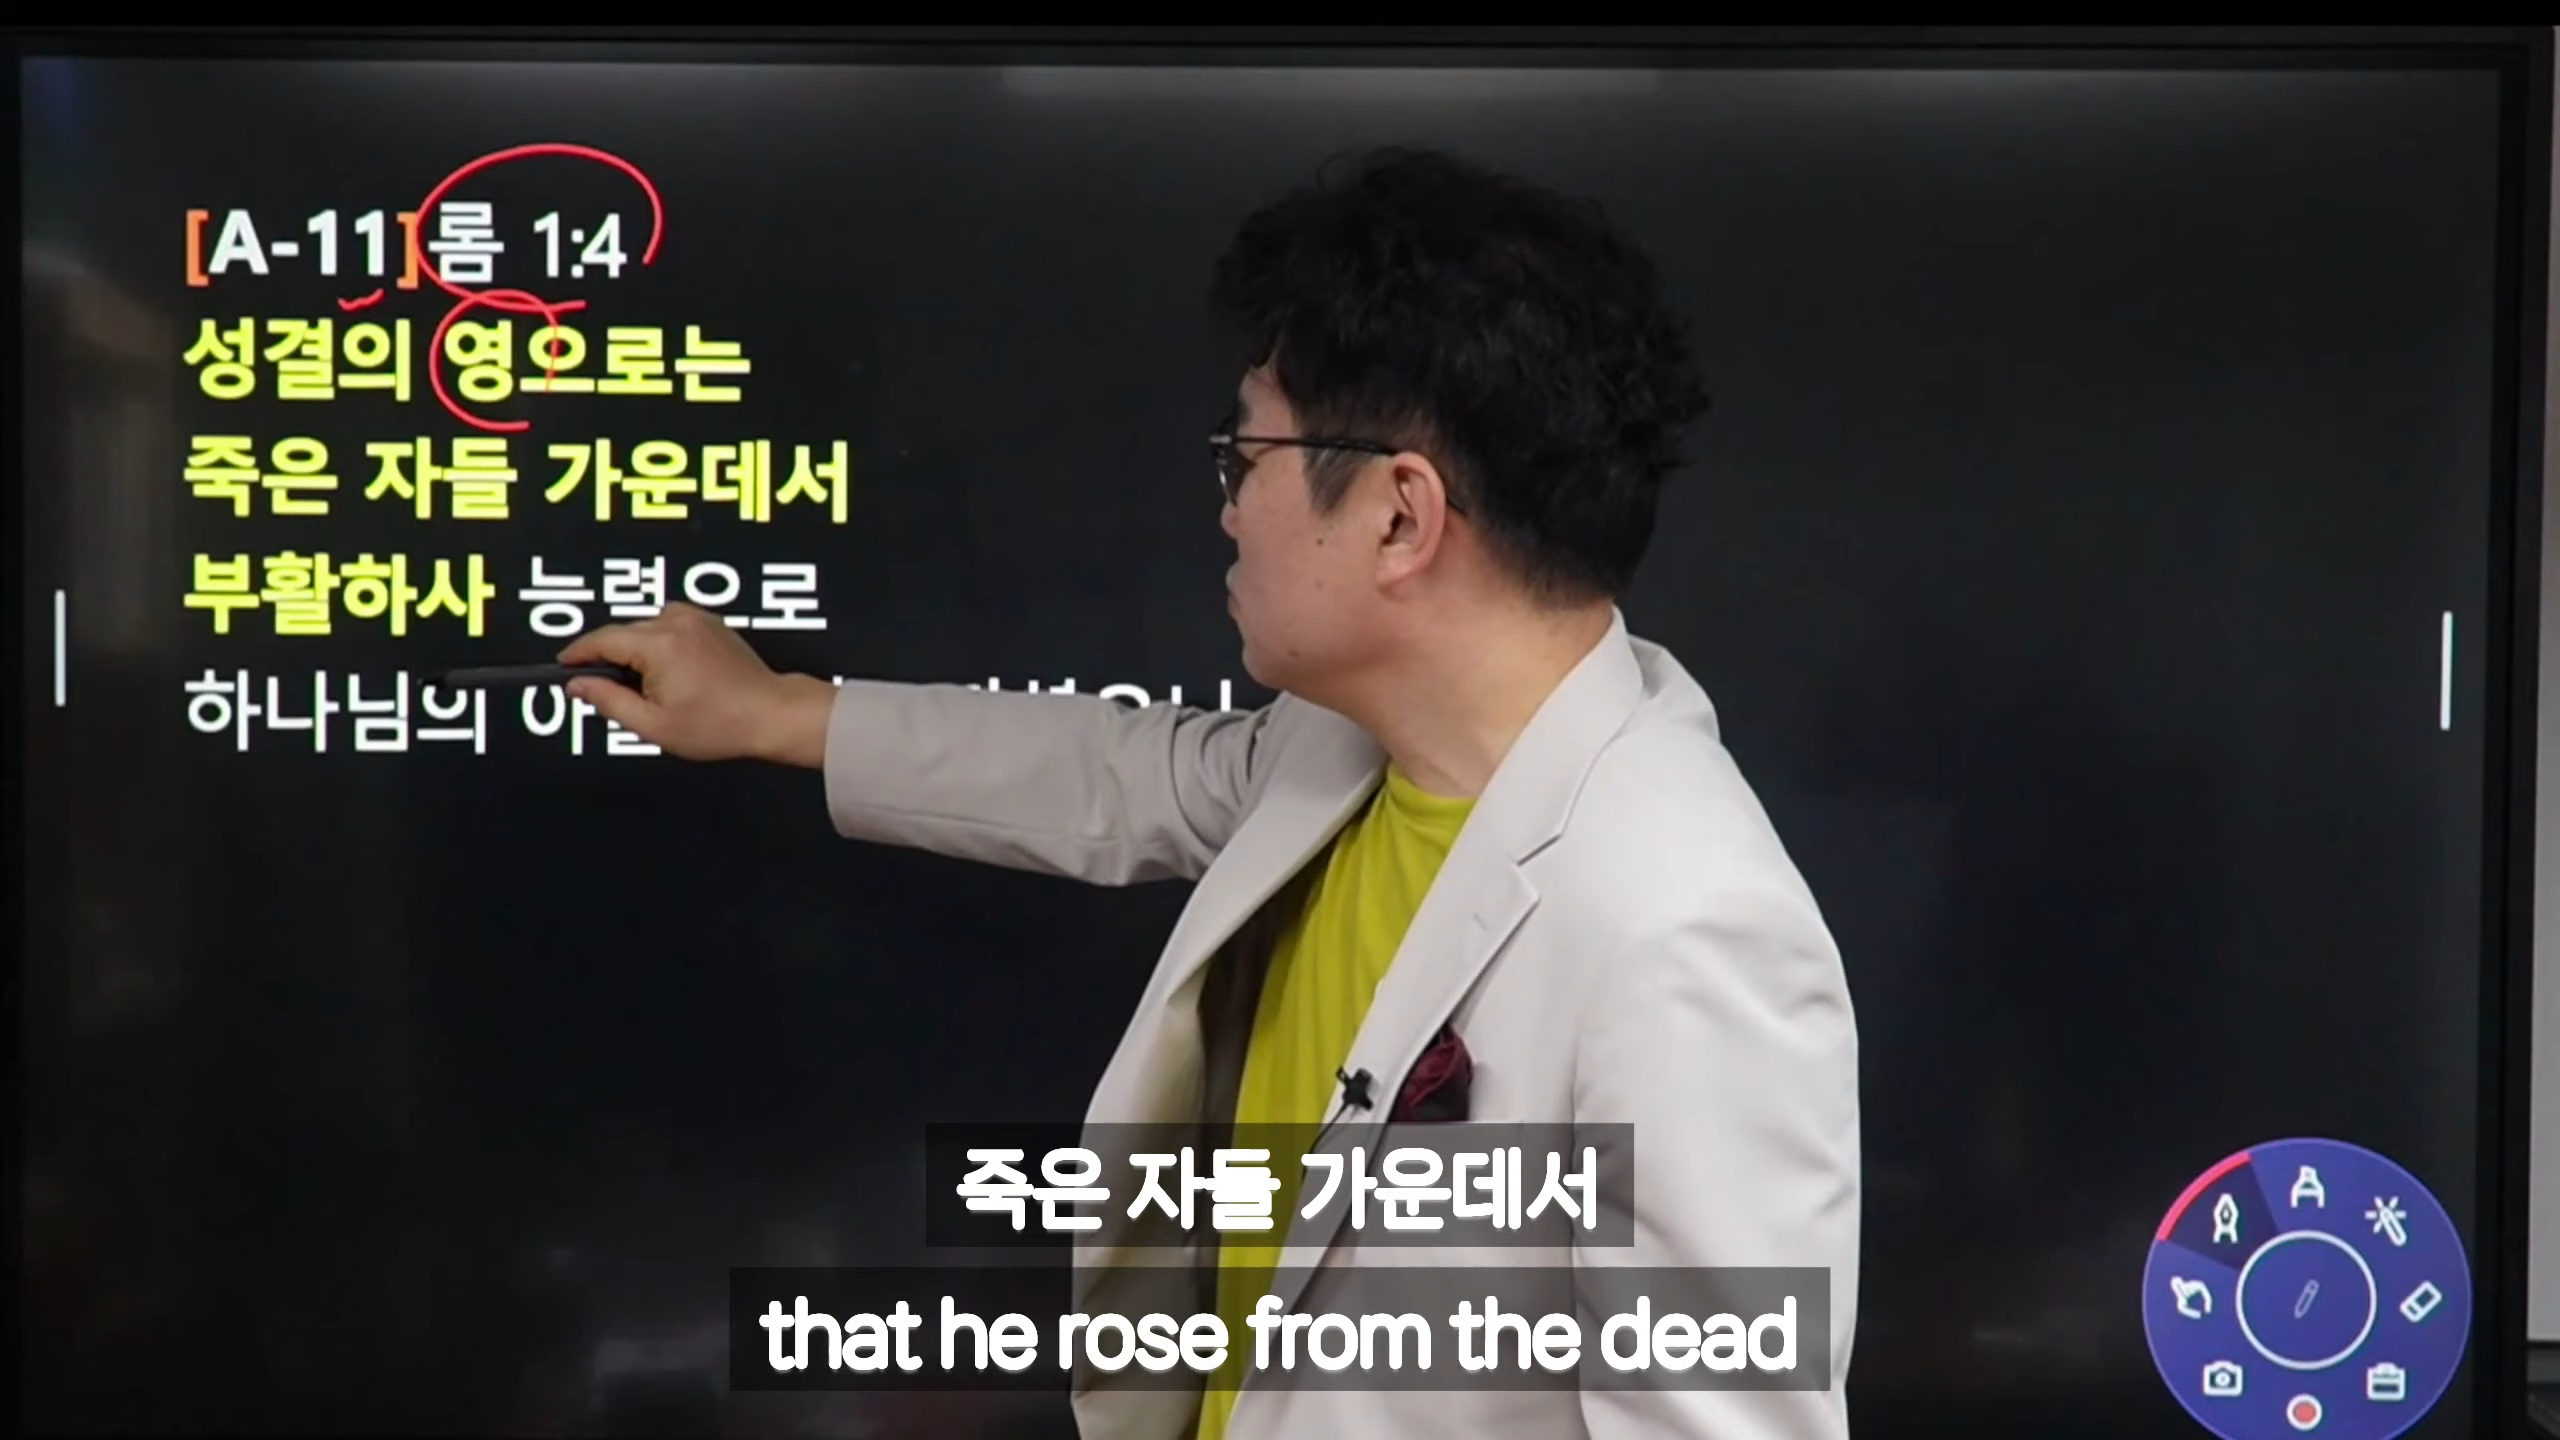 [A-11] 롬 1:4
성결의 영으로는
죽은 자들 가운데서
부활하사 능력으로
하나님의
죽은 자들 가운데서
that he rose from the dead